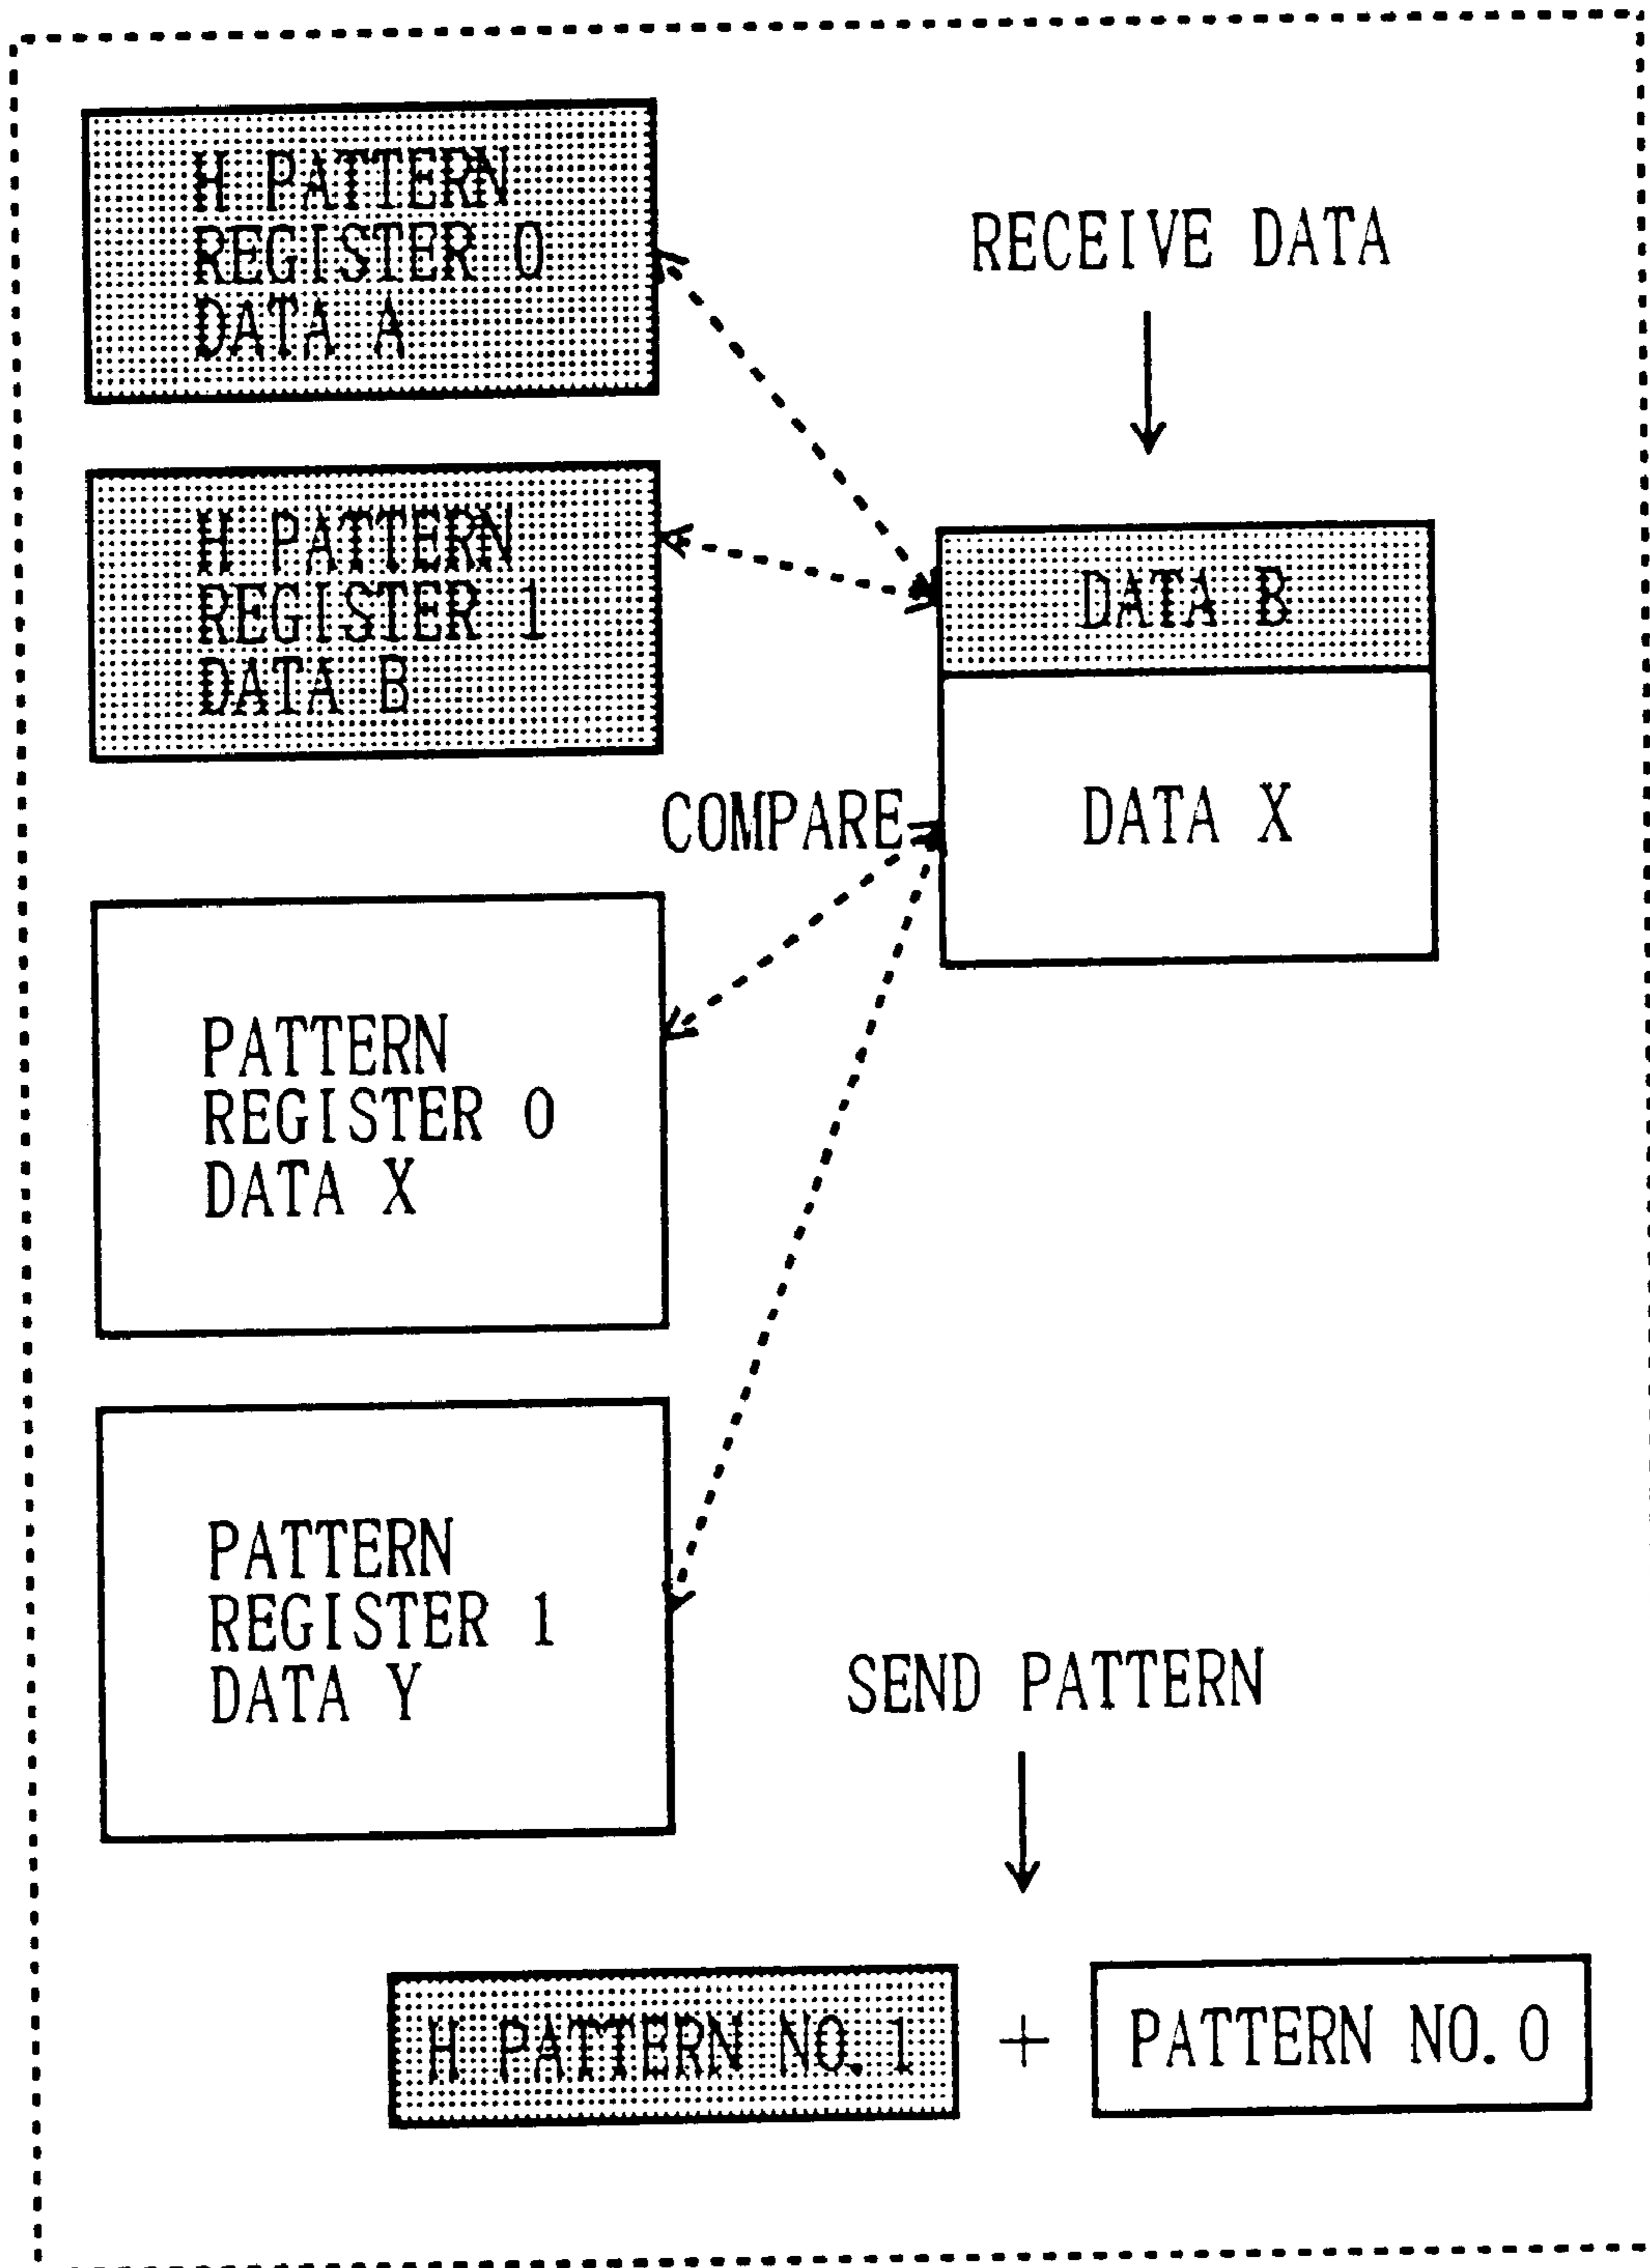 H PATTERN
REGISTER 0
DATA A
RECEIVE DATA
H PATTERN
REGISTER 1
DATA B
DATA B
DATA X
COMPARE
PATTERN
REGISTER 0
DATA X
PATTERN
REGISTER 1
DATA Y
SEND PATTERN
H PATTERN NO. 1
+
PATTERN NO. 0